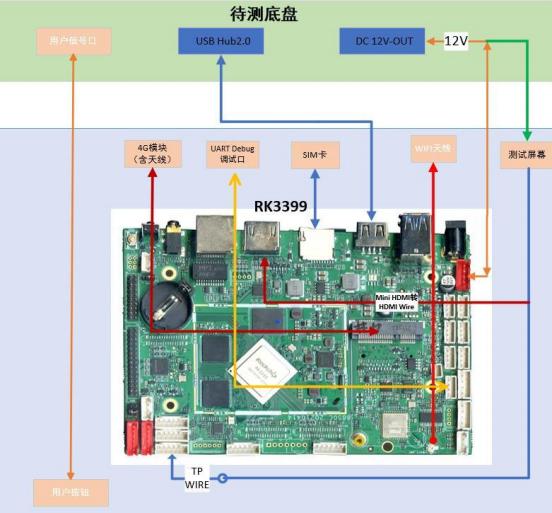 待测底盘
用户信号口
USB Hub2.0
DC 12V-OUT
12V
4G模块
（含天线）
UART Debug
调试口
SIM卡
WIFI天线
测试屏幕
RK3399
Mini HDMI转
HDMI Wire
Rockchip
TP
WIRE
用户按钮